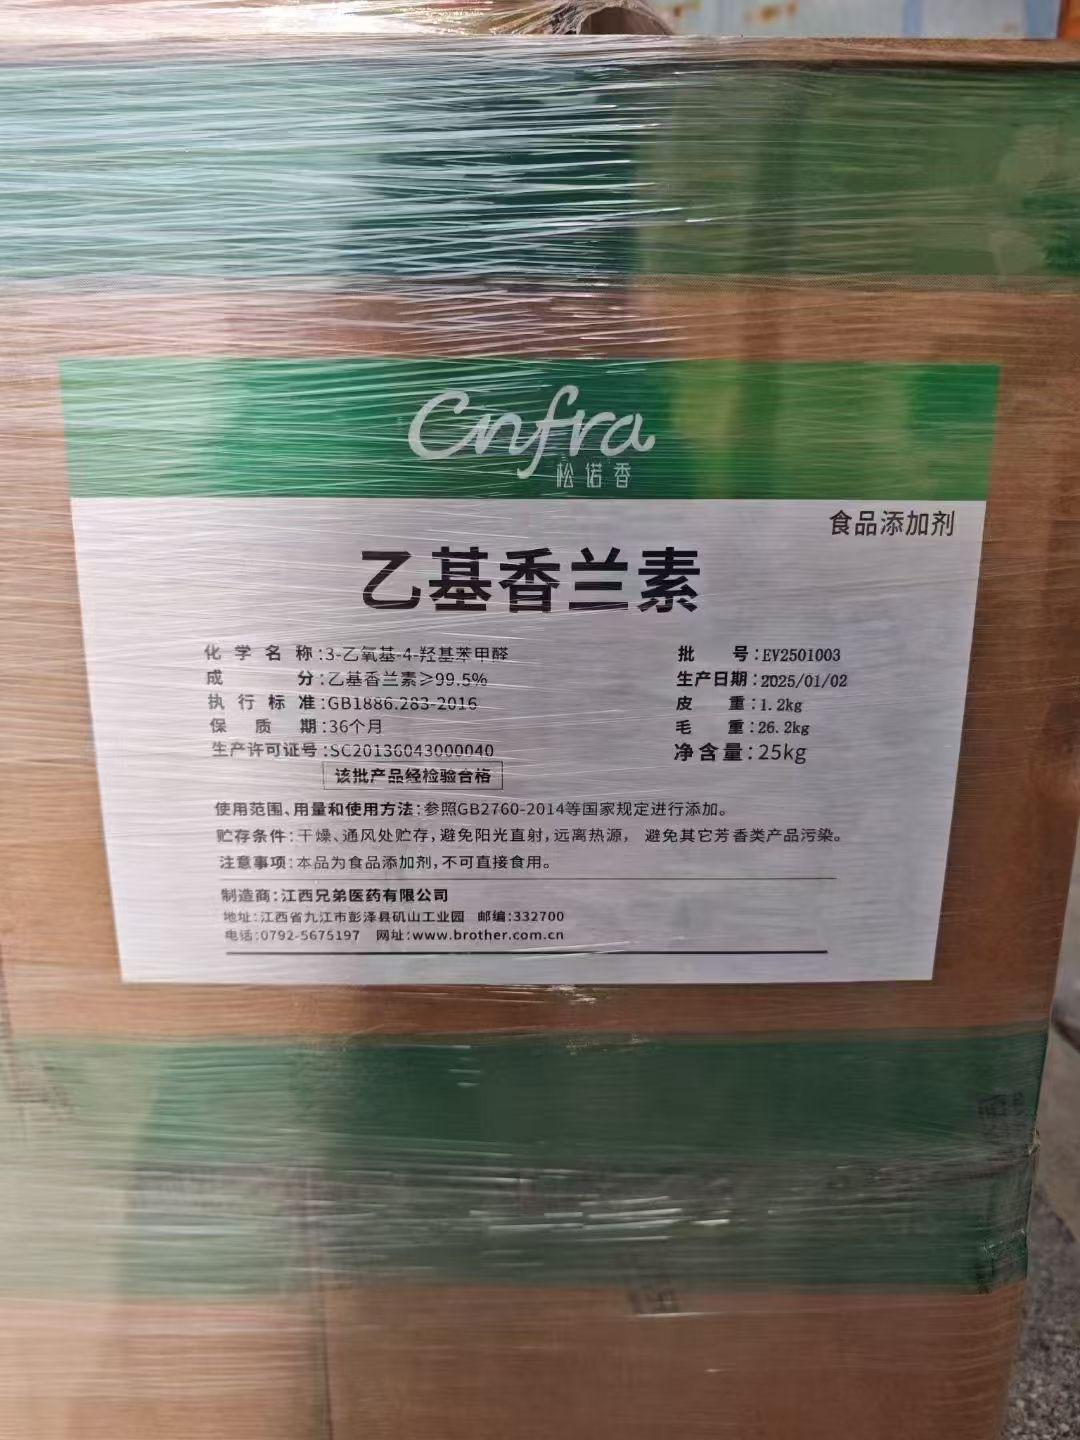 Cnfra
松诺香
食品添加剂
乙基香兰素
化学名称:3-乙氧基-4-羟基苯甲醛
成分:乙基香兰素≥99.5%
执行标准:GB1886.283-2016
保质期:36个月
生产许可证号:SC20136043000040
该批产品经检验合格
批号:EV2501003
生产日期:2025/01/02
皮重:1.2kg
毛重:26.2kg
净含量:25kg
使用范围、用量和使用方法:参照GB2760-2014等国家规定进行添加。
贮存条件:干燥、通风处贮存,避免阳光直射,远离热源, 避免其它芳香类产品污染。
注意事项:本品为食品添加剂,不可直接食用。
制造商:江西兄弟医药有限公司
地址:江西省九江市彭泽县矶山工业园 邮编:332700
电话:0792-5675197 网址:www.brother.com.cn